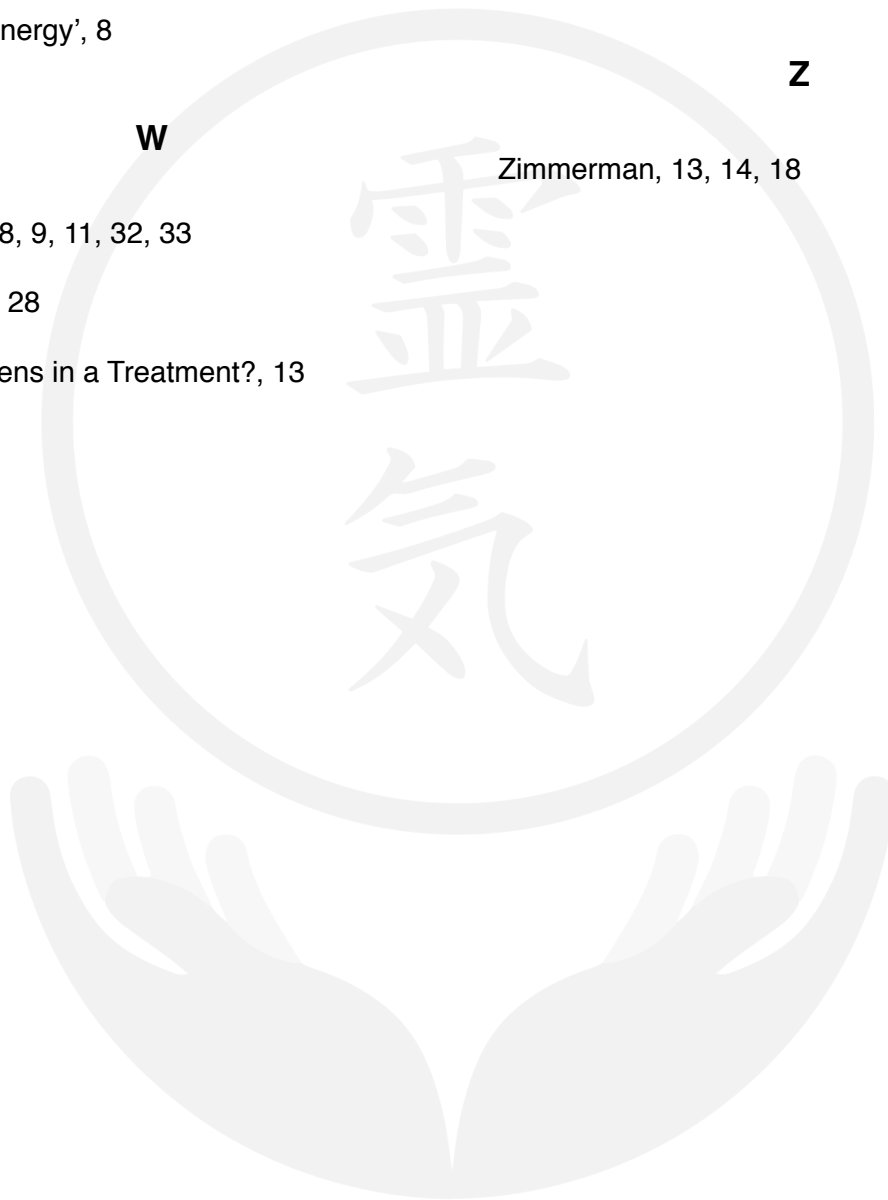 nergy’, 8
W
8, 9, 11, 32, 33
28
ens in a Treatment?, 13
Z
Zimmerman, 13, 14, 18
霊
気